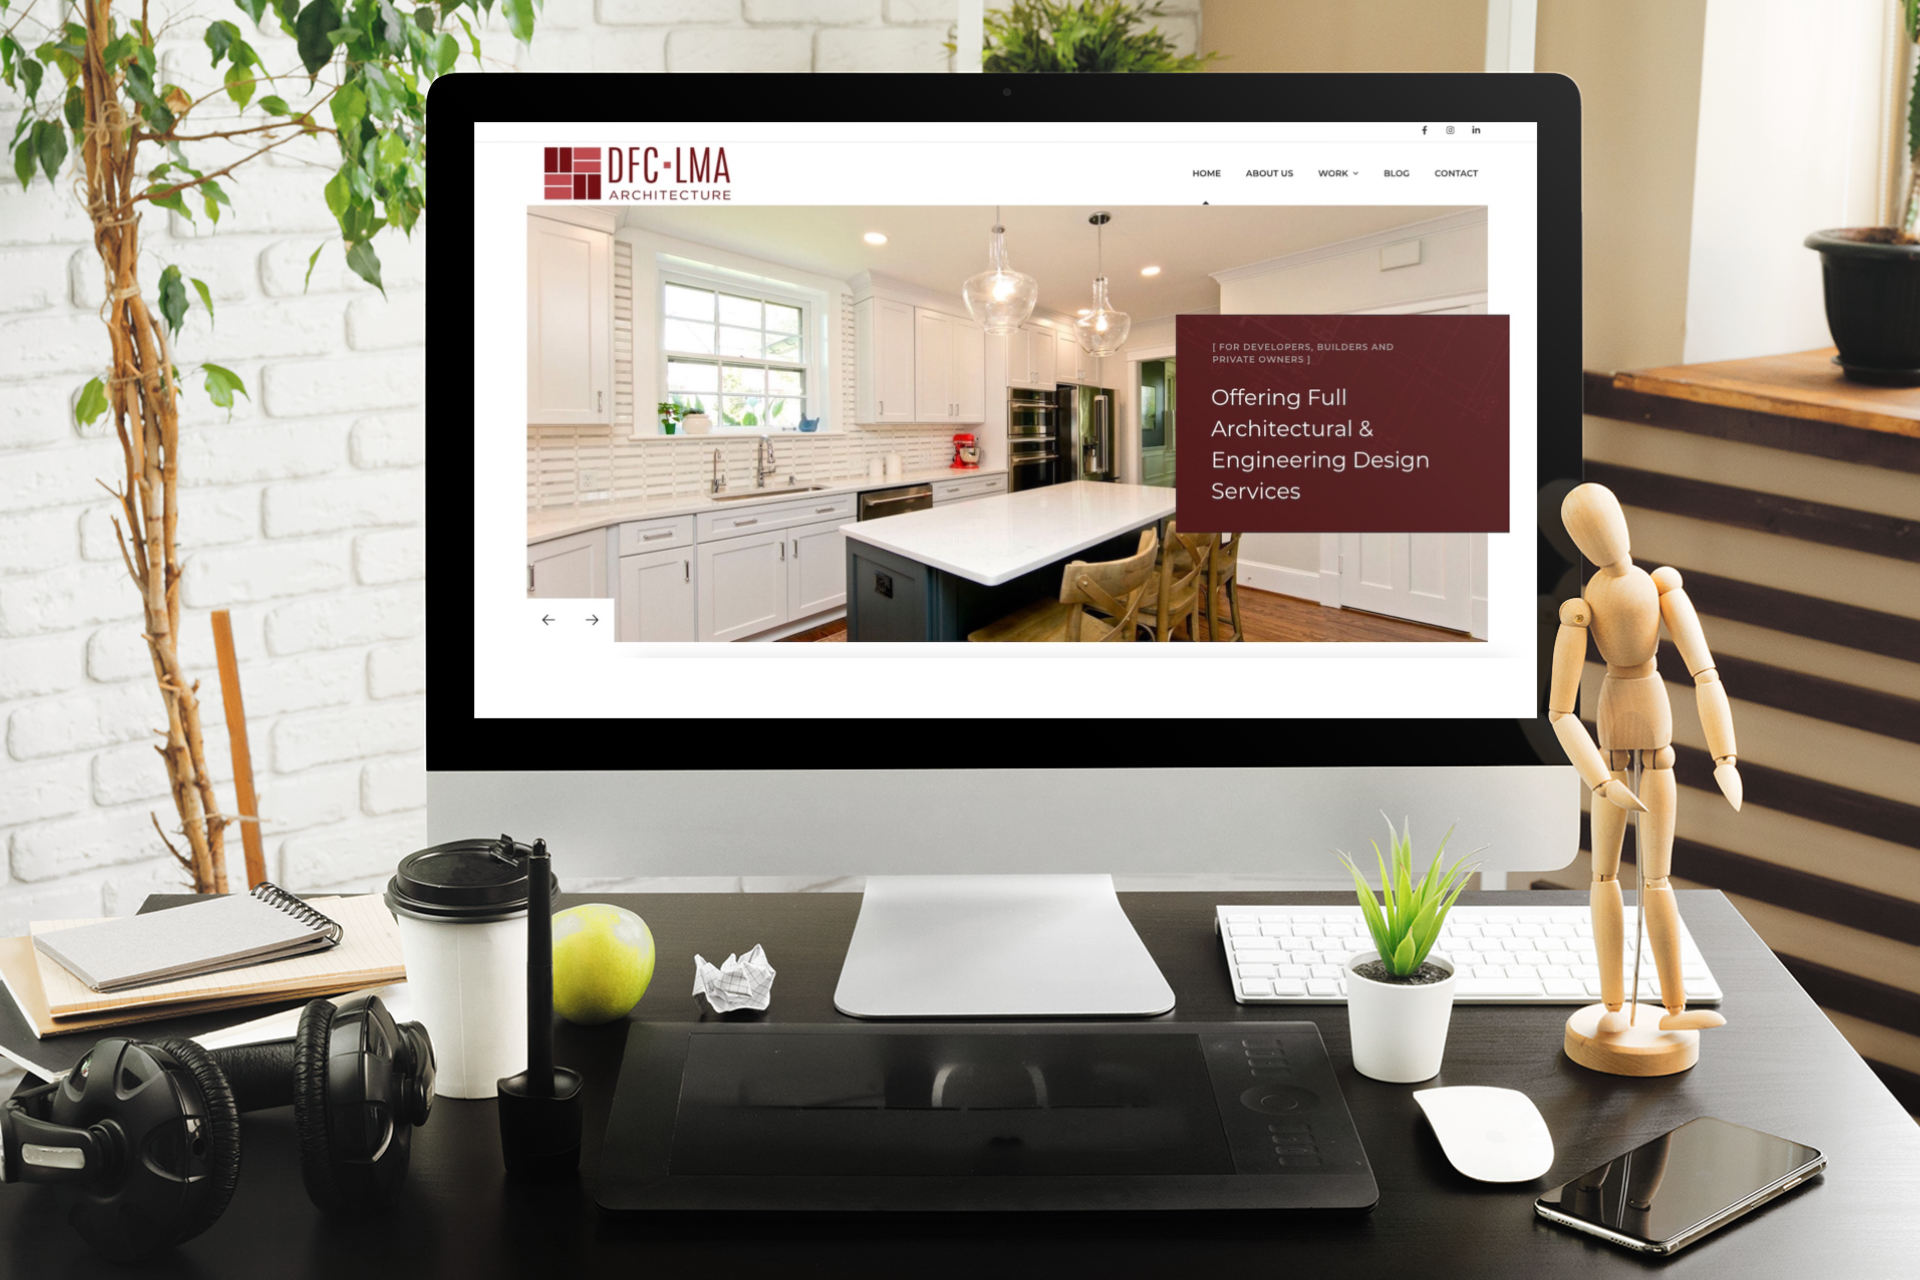 DFC·LMA
ARCHITECTURE
HOME ABOUT US WORK BLOG CONTACT
[ FOR DEVELOPERS, BUILDERS AND
PRIVATE OWNERS ]
Offering Full
Architectural &
Engineering Design
Services